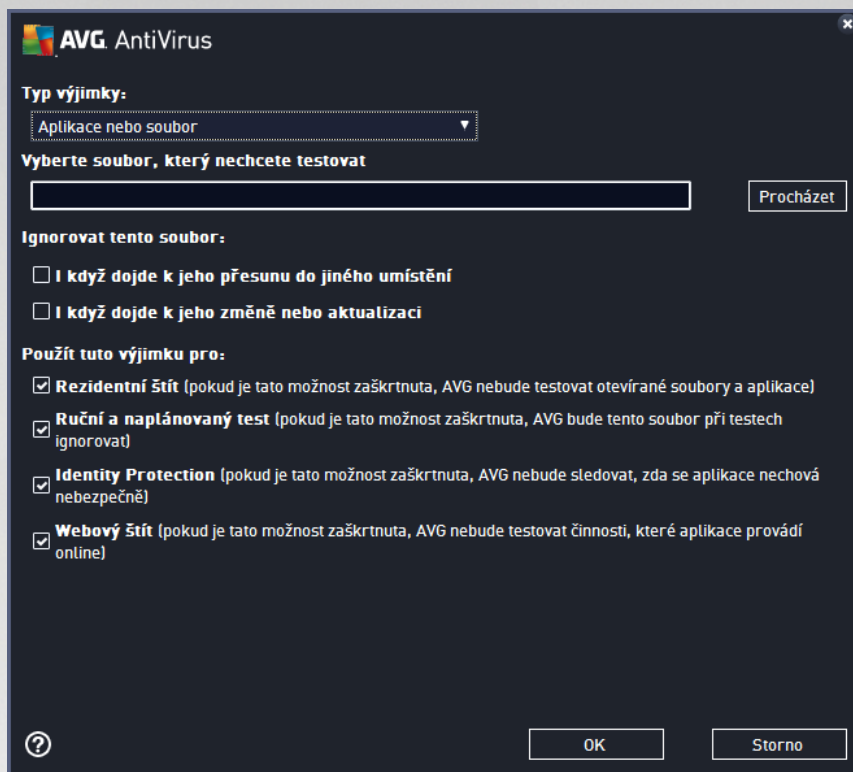 AVG. AntiVirus
Typ výjimky:
Aplikace nebo soubor
Vyberte soubor, který nechcete testovat
Procházet
Ignorovat tento soubor:
I když dojde k jeho přesunu do jiného umístění
I když dojde k jeho změně nebo aktualizaci
Použít tuto výjimku pro:
Rezidentní štít (pokud je tato možnost zaškrtnuta, AVG nebude testovat otevírané soubory a aplikace)
Ruční a naplánovaný test (pokud je tato možnost zaškrtnuta, AVG bude tento soubor při testech
ignorovat)
Identity Protection (pokud je tato možnost zaškrtnuta, AVG nebude sledovat, zda se aplikace nechová
nebezpečně)
Webový štít (pokud je tato možnost zaškrtnuta, AVG nebude testovat činnosti, které aplikace provádí
online)
?
OK
Storno